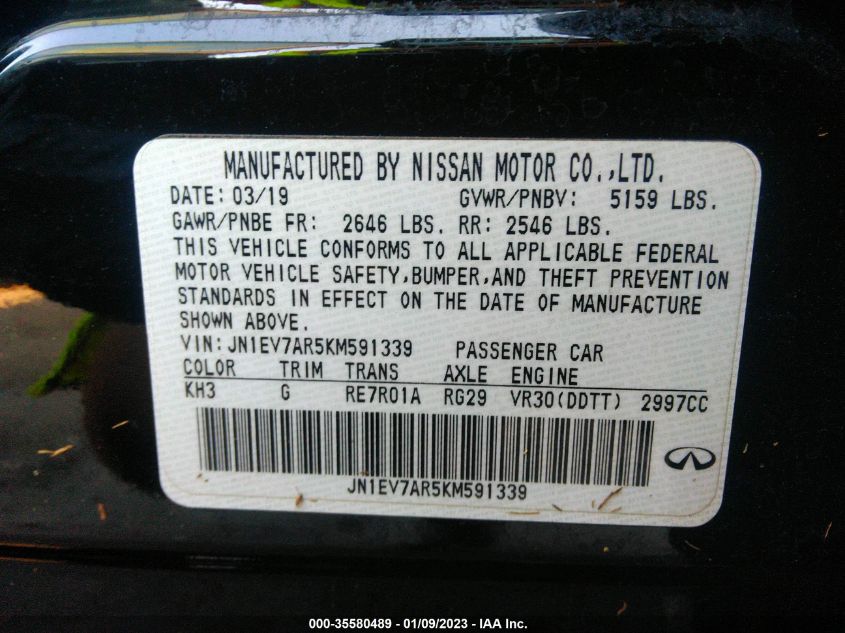 MANUFACTURED BY NISSAN MOTOR CO.,LTD.
DATE: 03/19 GVWR/PNBV: 5159 LBS.
GAWR/PNBE FR: 2646 LBS. RR: 2546 LBS.
THIS VEHICLE CONFORMS TO ALL APPLICABLE FEDERAL
MOTOR VEHICLE SAFETY,BUMPER,AND THEFT PREVENTION
STANDARDS IN EFFECT ON THE DATE OF MANUFACTURE
SHOWN ABOVE.
VIN: JN1EV7AR5KM591339 PASSENGER CAR
COLOR TRIM TRANS AXLE ENGINE
KH3 G RE7R01A RG29 VR30(DDTT) 2997CC
JN1EV7AR5KM591339
000-35580489 - 01/09/2023 - IAA Inc.